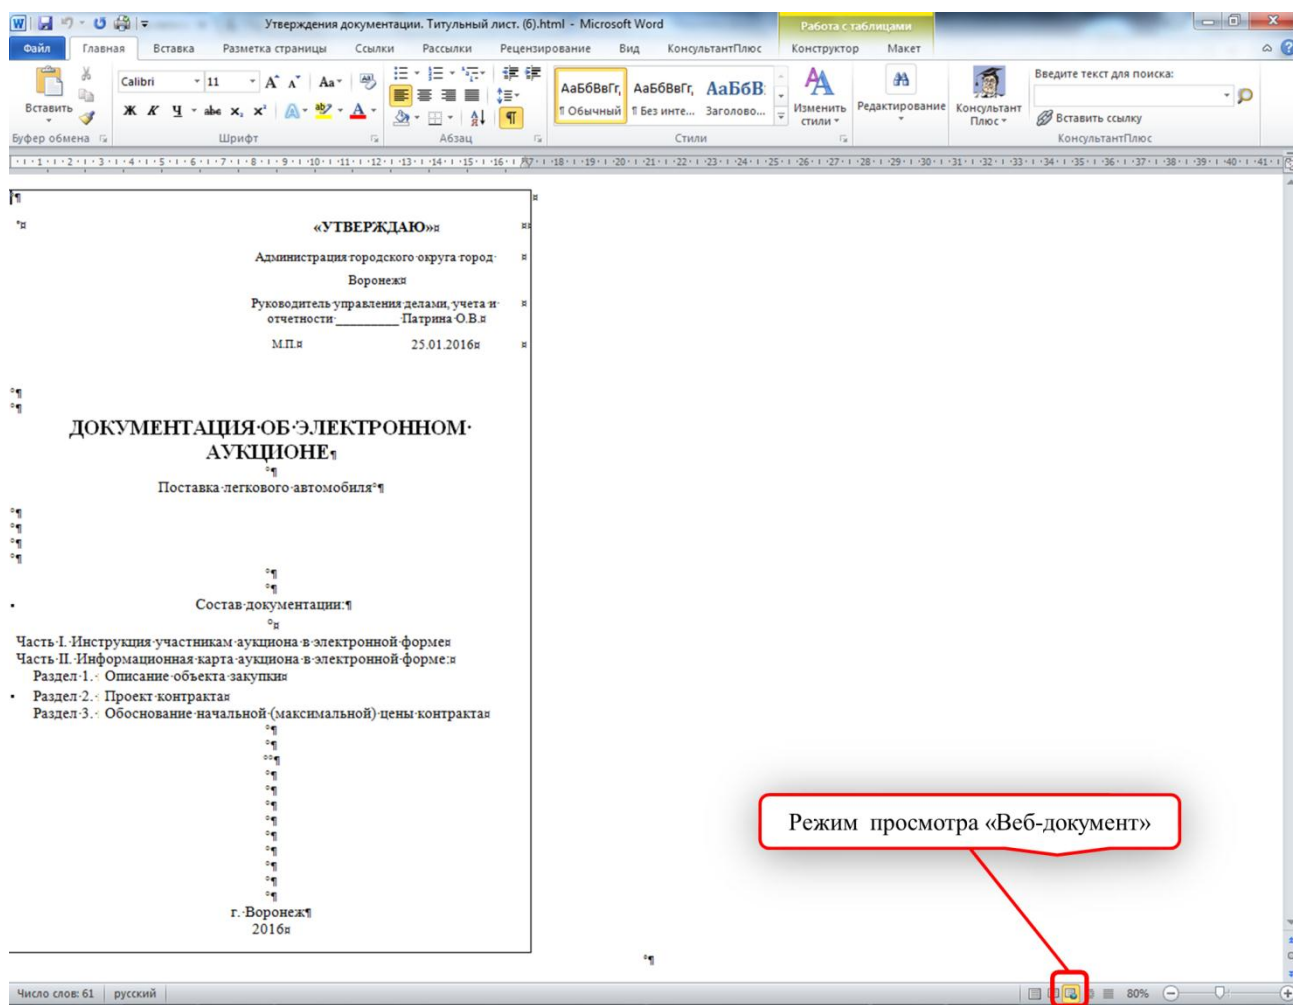 Утверждения документации. Титульный лист. (6).html - Microsoft Word
Работа с таблицами
Файл Главная Вставка Разметка страницы Ссылки Рассылки Рецензирование Вид КонсультантПлюс Конструктор Макет
Вставить
Буфер обмена
Calibri 11
Ж К Ч abc x₂ x²
Шрифт
Абзац
АаБбВвГг, АаБбВвГг, АаБбВ
¶ Обычный ¶ Без инте... Заголово...
Стили
Изменить стили
Редактирование
Консультант Плюс
Введите текст для поиска:
Вставить ссылку
КонсультантПлюс
«УТВЕРЖДАЮ»
Администрация городского округа город
Воронеж
Руководитель управления делами, учета и
отчетности _________ Патрина О.В.
М.П. 25.01.2016
ДОКУМЕНТАЦИЯ ОБ ЭЛЕКТРОННОМ
АУКЦИОНЕ
Поставка легкового автомобиля
Состав документации:
Часть I. Инструкция участникам аукциона в электронной форме
Часть II. Информационная карта аукциона в электронной форме:
Раздел 1. Описание объекта закупки
Раздел 2. Проект контракта
Раздел 3. Обоснование начальной (максимальной) цены контракта
г. Воронеж
2016
Режим просмотра «Веб-документ»
Число слов: 61 русский 80%